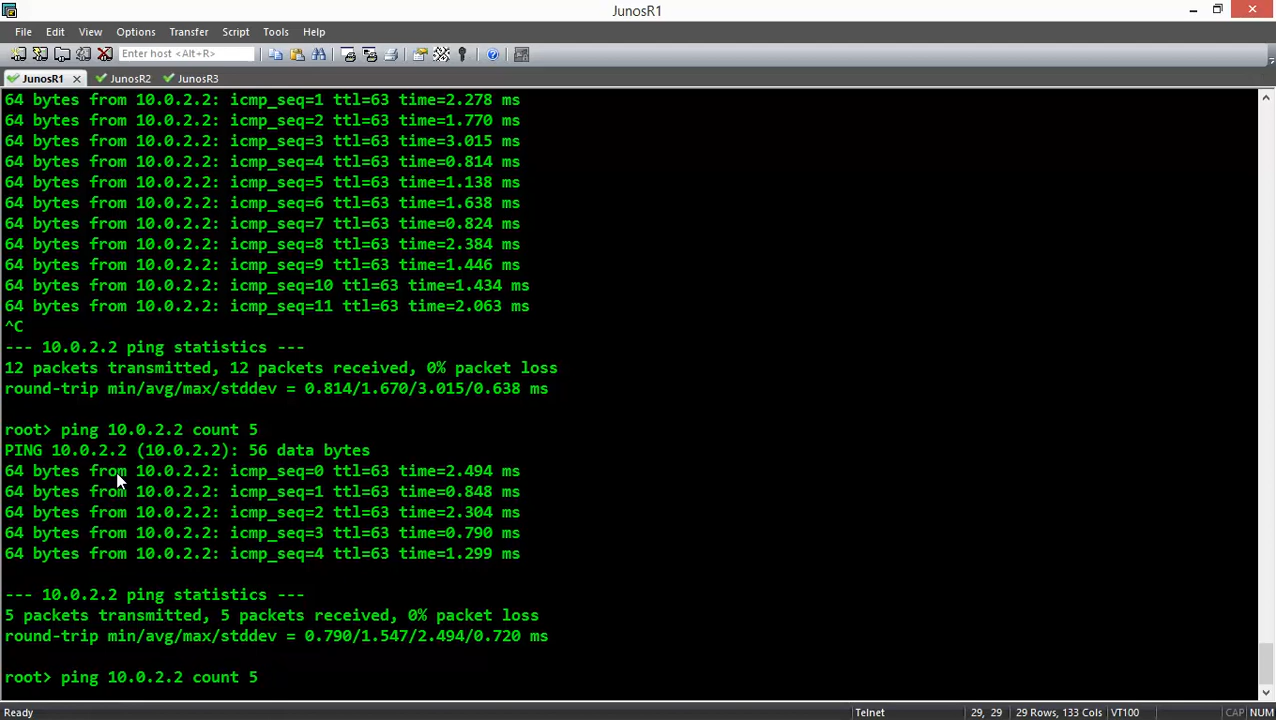 JunosR1
File Edit View Options Transfer Script Tools Help
Enter host <Alt+R>
JunosR1 JunosR2 JunosR3
64 bytes from 10.0.2.2: icmp_seq=1 ttl=63 time=2.278 ms
64 bytes from 10.0.2.2: icmp_seq=2 ttl=63 time=1.770 ms
64 bytes from 10.0.2.2: icmp_seq=3 ttl=63 time=3.015 ms
64 bytes from 10.0.2.2: icmp_seq=4 ttl=63 time=0.814 ms
64 bytes from 10.0.2.2: icmp_seq=5 ttl=63 time=1.138 ms
64 bytes from 10.0.2.2: icmp_seq=6 ttl=63 time=1.638 ms
64 bytes from 10.0.2.2: icmp_seq=7 ttl=63 time=0.824 ms
64 bytes from 10.0.2.2: icmp_seq=8 ttl=63 time=2.384 ms
64 bytes from 10.0.2.2: icmp_seq=9 ttl=63 time=1.446 ms
64 bytes from 10.0.2.2: icmp_seq=10 ttl=63 time=1.434 ms
64 bytes from 10.0.2.2: icmp_seq=11 ttl=63 time=2.063 ms
^C
--- 10.0.2.2 ping statistics ---
12 packets transmitted, 12 packets received, 0% packet loss
round-trip min/avg/max/stddev = 0.814/1.670/3.015/0.638 ms
root> ping 10.0.2.2 count 5
PING 10.0.2.2 (10.0.2.2): 56 data bytes
64 bytes from 10.0.2.2: icmp_seq=0 ttl=63 time=2.494 ms
64 bytes from 10.0.2.2: icmp_seq=1 ttl=63 time=0.848 ms
64 bytes from 10.0.2.2: icmp_seq=2 ttl=63 time=2.304 ms
64 bytes from 10.0.2.2: icmp_seq=3 ttl=63 time=0.790 ms
64 bytes from 10.0.2.2: icmp_seq=4 ttl=63 time=1.299 ms
--- 10.0.2.2 ping statistics ---
5 packets transmitted, 5 packets received, 0% packet loss
round-trip min/avg/max/stddev = 0.790/1.547/2.494/0.720 ms
root> ping 10.0.2.2 count 5
Ready Telnet 29, 29 29 Rows, 133 Cols VT100 CAP NUM